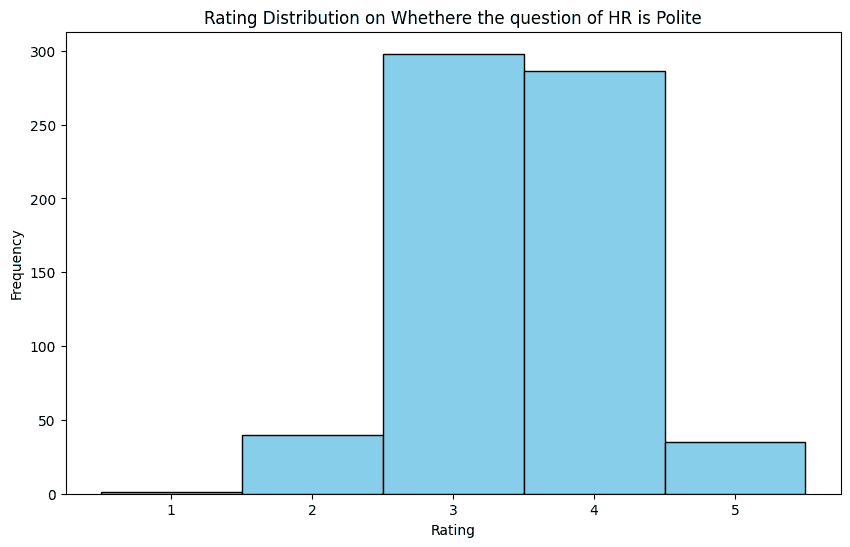 Rating Distribution on Whethere the question of HR is Polite
300
250
200
150
100
50
0
Frequency
1 2 3 4 5
Rating